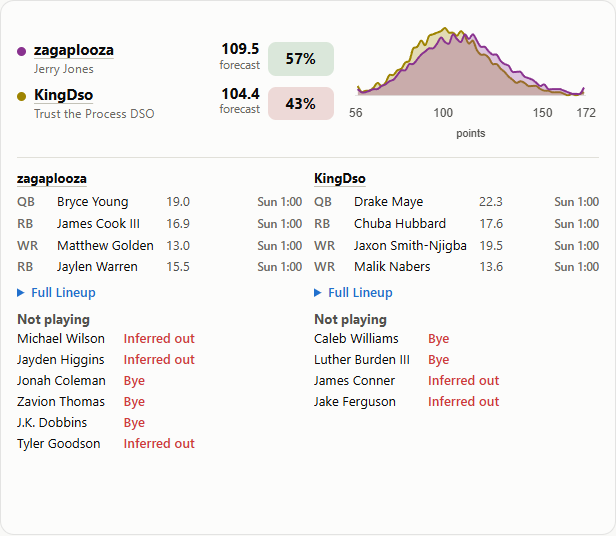 zagaplooza
Jerry Jones
109.5
forecast
57%
KingDso
Trust the Process DSO
104.4
forecast
43%
56 100 150 172
points
zagaplooza
QB Bryce Young 19.0 Sun 1:00
RB James Cook III 16.9 Sun 1:00
WR Matthew Golden 13.0 Sun 1:00
RB Jaylen Warren 15.5 Sun 1:00
Full Lineup
Not playing
Michael Wilson Inferred out
Jayden Higgins Inferred out
Jonah Coleman Bye
Zavion Thomas Bye
J.K. Dobbins Bye
Tyler Goodson Inferred out
KingDso
QB Drake Maye 22.3 Sun 1:00
RB Chuba Hubbard 17.6 Sun 1:00
WR Jaxon Smith-Njigba 19.5 Sun 1:00
WR Malik Nabers 13.6 Sun 1:00
Full Lineup
Not playing
Caleb Williams Bye
Luther Burden III Bye
James Conner Inferred out
Jake Ferguson Inferred out